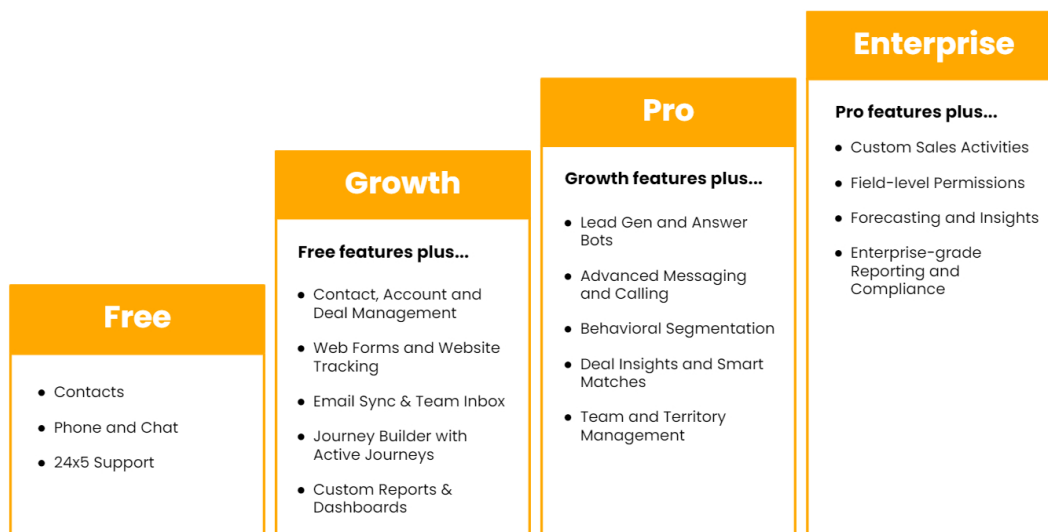 Free
• Contacts
• Phone and Chat
• 24x5 Support
Growth
Free features plus...
• Contact, Account and
Deal Management
• Web Forms and Website
Tracking
• Email Sync & Team Inbox
• Journey Builder with
Active Journeys
• Custom Reports &
Dashboards
Pro
Growth features plus...
• Lead Gen and Answer
Bots
• Advanced Messaging
and Calling
• Behavioral Segmentation
• Deal Insights and Smart
Matches
• Team and Territory
Management
Enterprise
Pro features plus...
• Custom Sales Activities
• Field-level Permissions
• Forecasting and Insights
• Enterprise-grade
Reporting and
Compliance